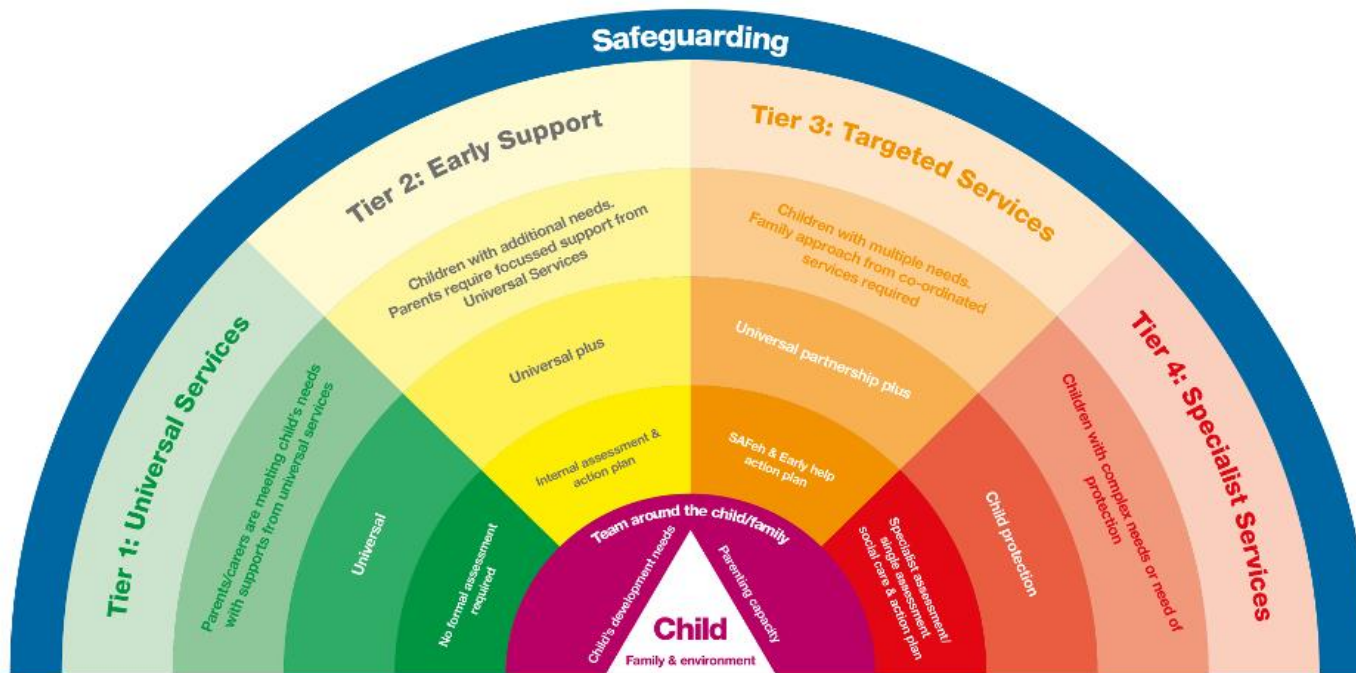 Safeguarding
Tier 1: Universal Services
Parents/carers are meeting child's needs
with supports from universal services
Universal
No formal assessment
required
Tier 2: Early Support
Children with additional needs.
Parents require focussed support from
Universal Services
Universal plus
Internal assessment &
action plan
Tier 3: Targeted Services
Children with multiple needs.
Family approach from co-ordinated
services required
Universal partnership plus
SAFeh & Early help
action plan
Tier 4: Specialist Services
Children with complex needs or need of
protection
Child protection
Specialist assessment/
single assessment
social care & action plan
Team around the child/family
Child's development needs
Parenting capacity
Child
Family & environment